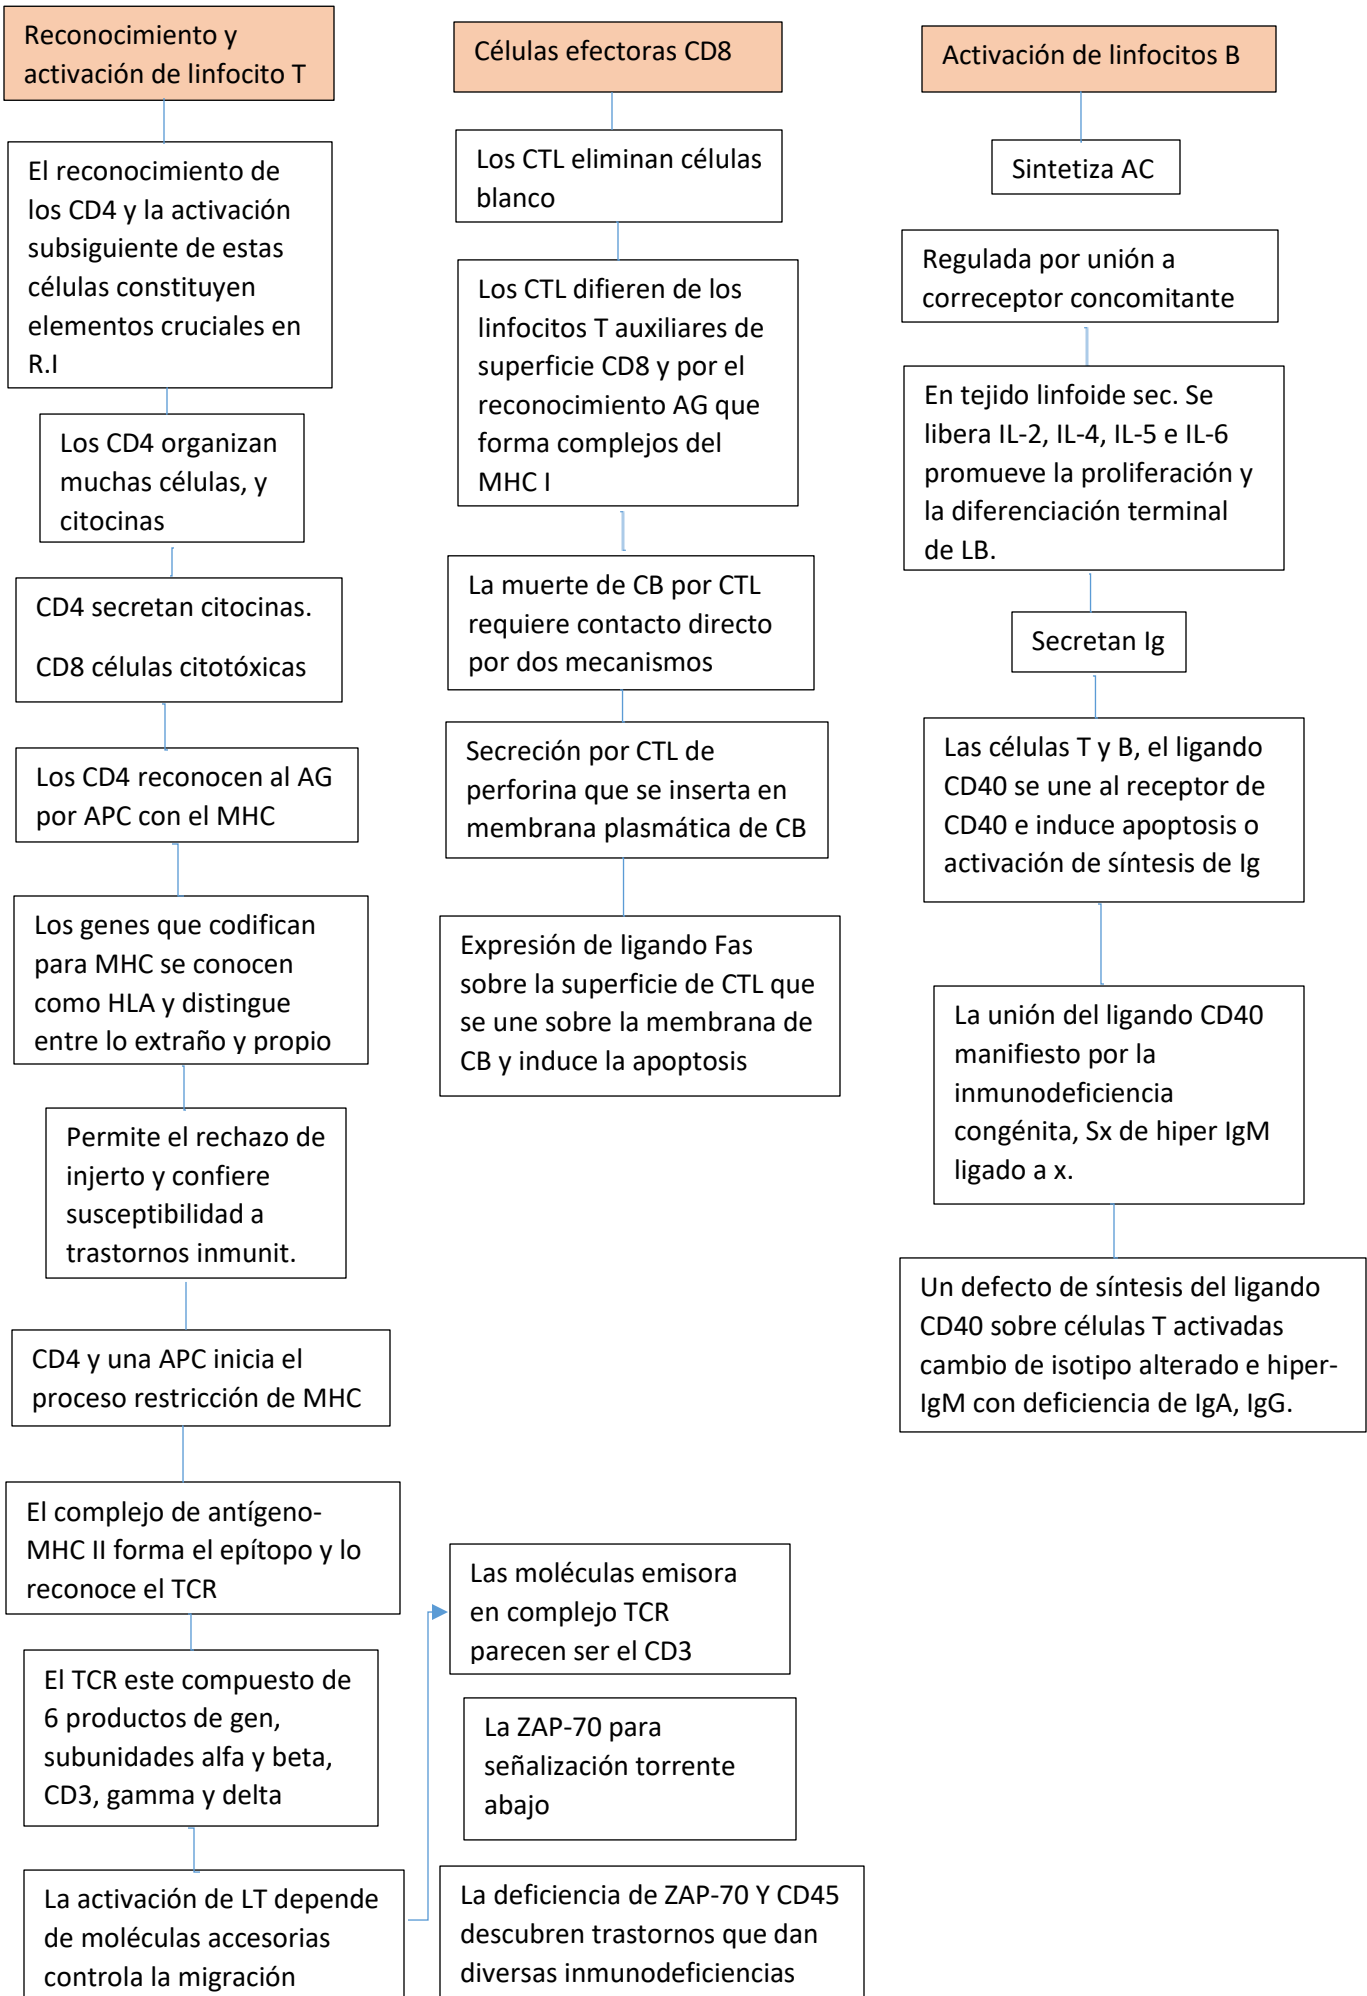 Reconocimiento y
activación de linfocito T
El reconocimiento de
los CD4 y la activación
subsiguiente de estas
células constituyen
elementos cruciales en
R.I
Los CD4 organizan
muchas células, y
citocinas
CD4 secretan citocinas.
CD8 células citotóxicas
Los CD4 reconocen al AG
por APC con el MHC
Los genes que codifican
para MHC se conocen
como HLA y distingue
entre lo extraño y propio
Permite el rechazo de
injerto y confiere
susceptibilidad a
trastornos inmunit.
CD4 y una APC inicia el
proceso restricción de MHC
El complejo de antígeno-
MHC II forma el epítopo y lo
reconoce el TCR
El TCR este compuesto de
6 productos de gen,
subunidades alfa y beta,
CD3, gamma y delta
La activación de LT depende
de moléculas accesorias
controla la migración
Las moléculas emisora
en complejo TCR
parecen ser el CD3
La ZAP-70 para
señalización torrente
abajo
La deficiencia de ZAP-70 Y CD45
descubren trastornos que dan
diversas inmunodeficiencias
Células efectoras CD8
Los CTL eliminan células
blanco
Los CTL difieren de los
linfocitos T auxiliares de
superficie CD8 y por el
reconocimiento AG que
forma complejos del
MHC I
La muerte de CB por CTL
requiere contacto directo
por dos mecanismos
Secreción por CTL de
perforina que se inserta en
membrana plasmática de CB
Expresión de ligando Fas
sobre la superficie de CTL que
se une sobre la membrana de
CB y induce la apoptosis
Activación de linfocitos B
Sintetiza AC
Regulada por unión a
correceptor concomitante
En tejido linfoide sec. Se
libera IL-2, IL-4, IL-5 e IL-6
promueve la proliferación y
la diferenciación terminal
de LB.
Secretan Ig
Las células T y B, el ligando
CD40 se une al receptor de
CD40 e induce apoptosis o
activación de síntesis de Ig
La unión del ligando CD40
manifiesto por la
inmunodeficiencia
congénita, Sx de hiper IgM
ligado a x.
Un defecto de síntesis del ligando
CD40 sobre células T activadas
cambio de isotipo alterado e hiper-
IgM con deficiencia de IgA, IgG.